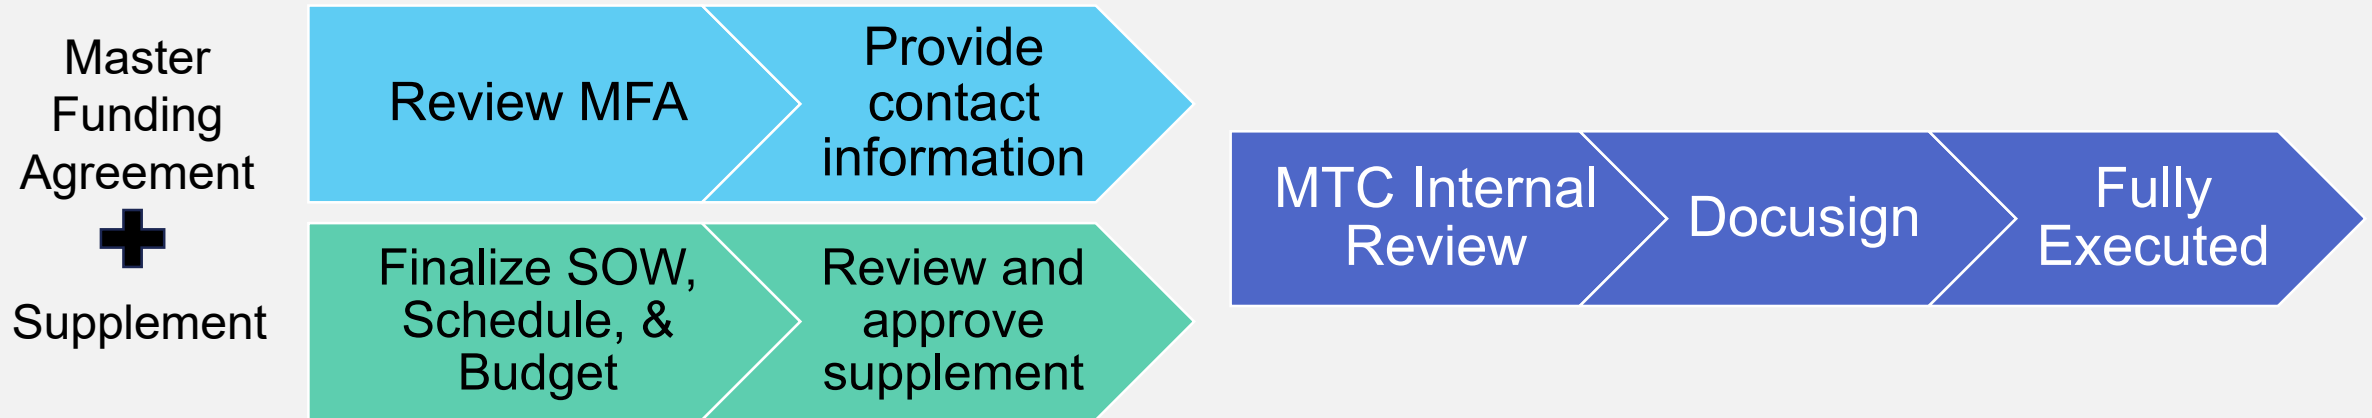 Master
Funding
Agreement
Supplement
Review MFA
Provide
contact
information
Finalize SOW,
Schedule, &
Budget
Review and
approve
supplement
MTC Internal
Review
Docusign
Fully
Executed